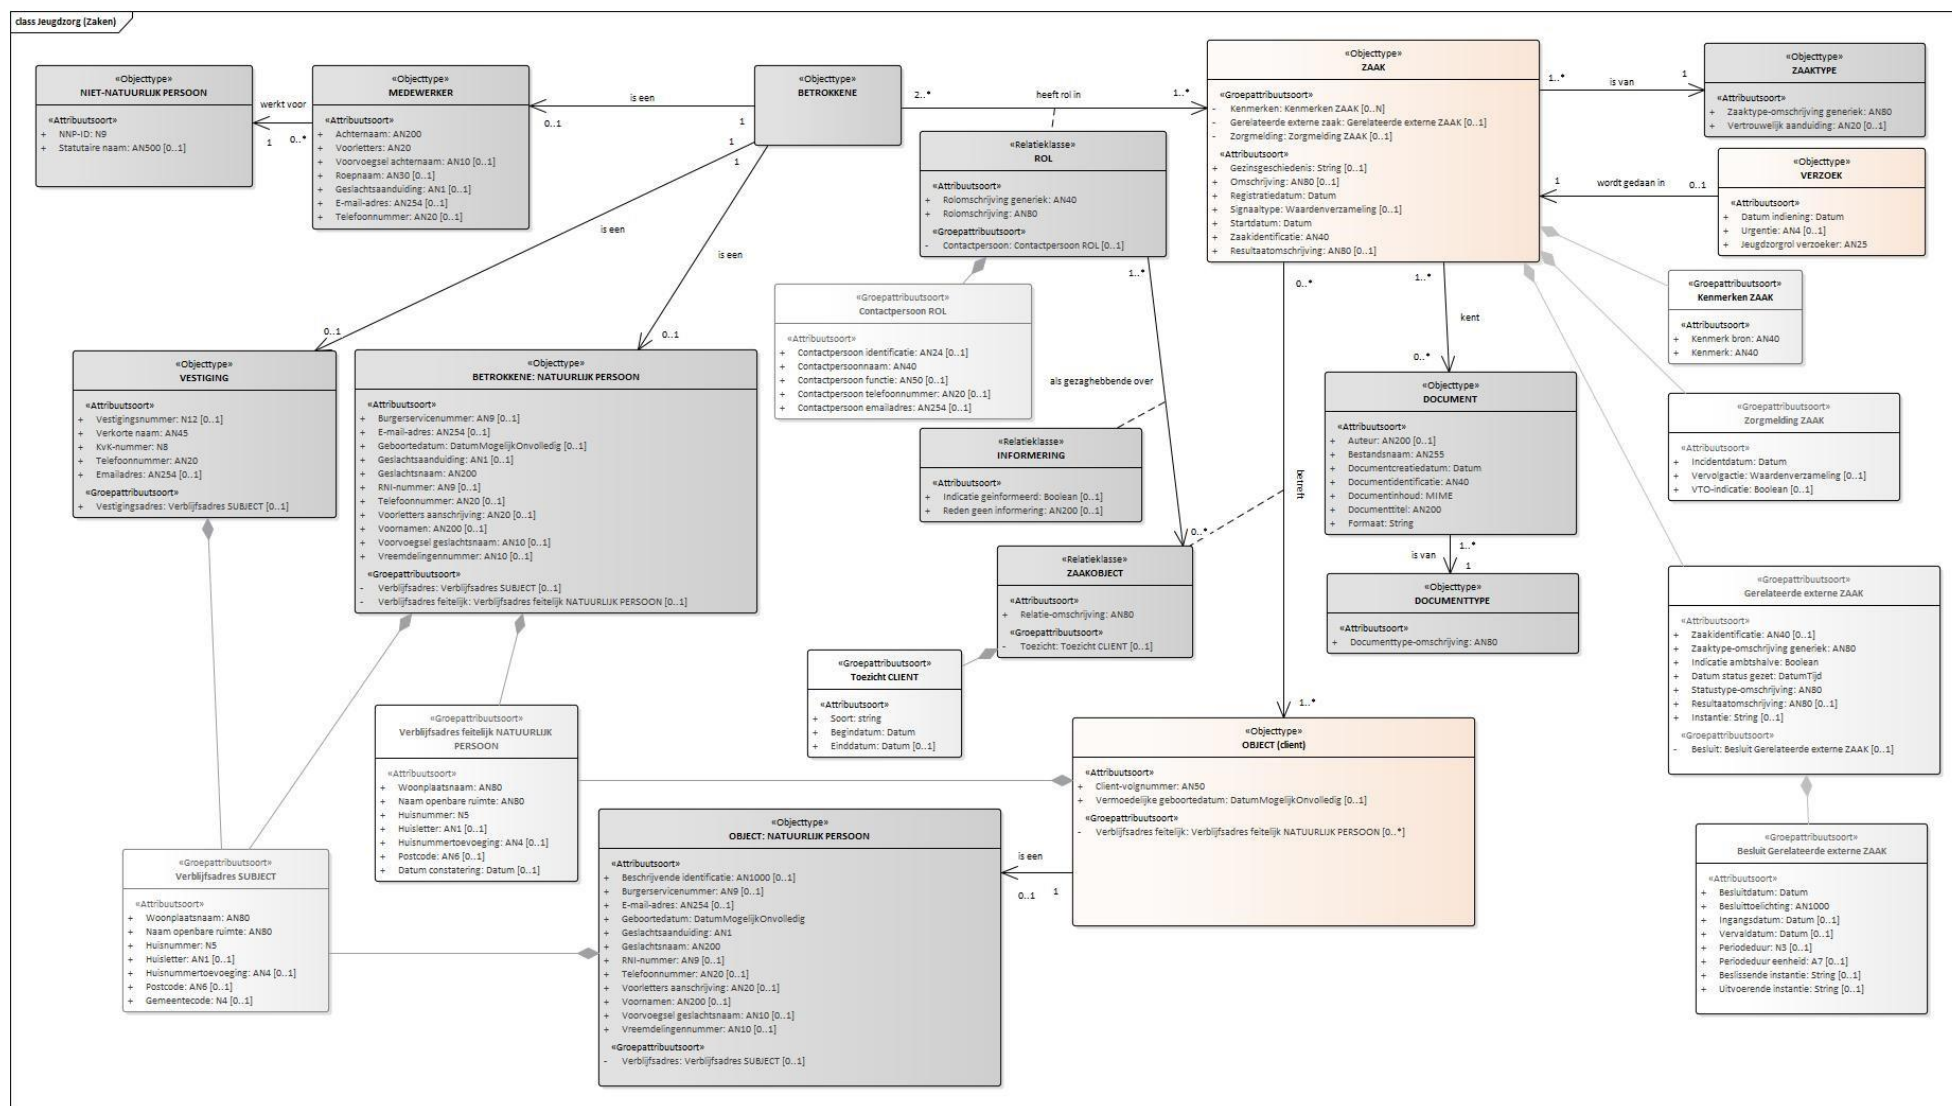 class Jeugdzorg (Zaken)
«Objecttype»
NIET-NATUURLIJK PERSOON
«Attribuutsoort»
+ NNP-ID: N9
+ Statutaire naam: AN500 [0..1]
werkt voor
1
0..*
«Objecttype»
MEDEWERKER
«Attribuutsoort»
+ Achternaam: AN200
+ Voorletters: AN20
+ Voorvoegsel achternaam: AN10 [0..1]
+ Roepnaam: AN30 [0..1]
+ Geslachtsaanduiding: AN1 [0..1]
+ E-mail-adres: AN254 [0..1]
+ Telefoonnummer: AN20 [0..1]
is een
0..1
1
«Objecttype»
BETROKKENE
1
1
is een
0..1
is een
0..1
2..*
heeft rol in
1..*
«Objecttype»
ZAAK
«Groepattribuutsoort»
- Kenmerken: Kenmerken ZAAK [0..N]
- Gerelateerde externe zaak: Gerelateerde externe ZAAK [0..1]
- Zorgmelding: Zorgmelding ZAAK [0..1]
«Attribuutsoort»
+ Gezinsgeschiedenis: String [0..1]
+ Omschrijving: AN80 [0..1]
+ Registratiedatum: Datum
+ Signaaltype: Waardenverzameling [0..1]
+ Startdatum: Datum
+ Zaakidentificatie: AN40
+ Resultaatomschrijving: AN80 [0..1]
1..*
is van
1
«Objecttype»
ZAAKTYPE
«Attribuutsoort»
+ Zaaktype-omschrijving generiek: AN80
+ Vertrouwelijk aanduiding: AN20 [0..1]
1
wordt gedaan in
0..1
«Objecttype»
VERZOEK
«Attribuutsoort»
+ Datum indiening: Datum
+ Urgentie: AN4 [0..1]
+ Jeugdzorgrol verzoeker: AN25
«Relatieklasse»
ROL
«Attribuutsoort»
+ Rolomschrijving generiek: AN40
+ Rolomschrijving: AN80
«Groepattribuutsoort»
- Contactpersoon: Contactpersoon ROL [0..1]
1..*
als gezaghebbende over
0..*
«Groepattribuutsoort»
Contactpersoon ROL
«Attribuutsoort»
+ Contactpersoon identificatie: AN24 [0..1]
+ Contactpersoonnaam: AN40
+ Contactpersoon functie: AN50 [0..1]
+ Contactpersoon telefoonnummer: AN20 [0..1]
+ Contactpersoon emailadres: AN254 [0..1]
«Groepattribuutsoort»
Kenmerken ZAAK
«Attribuutsoort»
+ Kenmerk bron: AN40
+ Kenmerk: AN40
0..*
betreft
1..*
1..*
kent
0..*
«Objecttype»
VESTIGING
«Attribuutsoort»
+ Vestigingsnummer: N12 [0..1]
+ Verkorte naam: AN45
+ KvK-nummer: N8
+ Telefoonnummer: AN20
+ Emailadres: AN254 [0..1]
«Groepattribuutsoort»
+ Vestigingsadres: Verblijfsadres SUBJECT [0..1]
«Objecttype»
BETROKKENE: NATUURLIJK PERSOON
«Attribuutsoort»
+ Burgerservicenummer: AN9 [0..1]
+ E-mail-adres: AN254 [0..1]
+ Geboortedatum: DatumMogelijkOnvolledig [0..1]
+ Geslachtsaanduiding: AN1 [0..1]
+ Geslachtsnaam: AN200
+ RNI-nummer: AN9 [0..1]
+ Telefoonnummer: AN20 [0..1]
+ Voorletters aanschrijving: AN20 [0..1]
+ Voornamen: AN200 [0..1]
+ Voorvoegsel geslachtsnaam: AN10 [0..1]
+ Vreemdelingennummer: AN10 [0..1]
«Groepattribuutsoort»
- Verblijfsadres: Verblijfsadres SUBJECT [0..1]
- Verblijfsadres feitelijk: Verblijfsadres feitelijk NATUURLIJK PERSOON [0..1]
«Relatieklasse»
INFORMERING
«Attribuutsoort»
+ Indicatie geinformeerd: Boolean [0..1]
+ Reden geen informering: AN200 [0..1]
«Objecttype»
DOCUMENT
«Attribuutsoort»
+ Auteur: AN200 [0..1]
+ Bestandsnaam: AN255
+ Documentcreatiedatum: Datum
+ Documentidentificatie: AN40
+ Documentinhoud: MIME
+ Documenttitel: AN200
+ Formaat: String
is van
1..*
1
«Objecttype»
DOCUMENTTYPE
«Attribuutsoort»
+ Documenttype-omschrijving: AN80
«Groepattribuutsoort»
Zorgmelding ZAAK
«Attribuutsoort»
+ Incidentdatum: Datum
+ Vervolgactie: Waardenverzameling [0..1]
+ VTO-indicatie: Boolean [0..1]
«Relatieklasse»
ZAAKOBJECT
«Attribuutsoort»
+ Relatie-omschrijving: AN80
«Groepattribuutsoort»
- Toezicht: Toezicht CLIENT [0..1]
«Groepattribuutsoort»
Toezicht CLIENT
«Attribuutsoort»
+ Soort: string
+ Begindatum: Datum
+ Einddatum: Datum [0..1]
«Groepattribuutsoort»
Gerelateerde externe ZAAK
«Attribuutsoort»
+ Zaakidentificatie: AN40 [0..1]
+ Zaaktype-omschrijving generiek: AN80
+ Indicatie ambtshalve: Boolean
+ Datum status gezet: DatumTijd
+ Statustype-omschrijving: AN80
+ Resultaatomschrijving: AN80 [0..1]
+ Instantie: String [0..1]
«Groepattribuutsoort»
- Besluit: Besluit Gerelateerde externe ZAAK [0..1]
«Groepattribuutsoort»
Verblijfsadres feitelijk NATUURLIJK
PERSOON
«Attribuutsoort»
+ Woonplaatsnaam: AN80
+ Naam openbare ruimte: AN80
+ Huisnummer: N5
+ Huisletter: AN1 [0..1]
+ Huisnummertoevoeging: AN4 [0..1]
+ Postcode: AN6 [0..1]
+ Datum constatering: Datum [0..1]
«Objecttype»
OBJECT (client)
«Attribuutsoort»
+ Client-volgnummer: AN50
+ Vermoedelijke geboortedatum: DatumMogelijkOnvolledig [0..1]
«Groepattribuutsoort»
- Verblijfsadres feitelijk: Verblijfsadres feitelijk NATUURLIJK PERSOON [0..*]
is een
0..1
1
«Objecttype»
OBJECT: NATUURLIJK PERSOON
«Attribuutsoort»
+ Beschrijvende identificatie: AN1000 [0..1]
+ Burgerservicenummer: AN9 [0..1]
+ E-mail-adres: AN254 [0..1]
+ Geboortedatum: DatumMogelijkOnvolledig
+ Geslachtsaanduiding: AN1
+ Geslachtsnaam: AN200
+ RNI-nummer: AN9 [0..1]
+ Telefoonnummer: AN20 [0..1]
+ Voorletters aanschrijving: AN20 [0..1]
+ Voornamen: AN200 [0..1]
+ Voorvoegsel geslachtsnaam: AN10 [0..1]
+ Vreemdelingennummer: AN10 [0..1]
«Groepattribuutsoort»
- Verblijfsadres: Verblijfsadres SUBJECT [0..1]
«Groepattribuutsoort»
Verblijfsadres SUBJECT
«Attribuutsoort»
+ Woonplaatsnaam: AN80
+ Naam openbare ruimte: AN80
+ Huisnummer: N5
+ Huisletter: AN1 [0..1]
+ Huisnummertoevoeging: AN4 [0..1]
+ Postcode: AN6 [0..1]
+ Gemeentecode: N4 [0..1]
«Groepattribuutsoort»
Besluit Gerelateerde externe ZAAK
«Attribuutsoort»
+ Besluitdatum: Datum
+ Besluittoelichting: AN1000
+ Ingangsdatum: Datum [0..1]
+ Vervaldatum: Datum [0..1]
+ Periodeduur: N3 [0..1]
+ Periodeduur eenheid: A7 [0..1]
+ Beslissende instantie: String [0..1]
+ Uitvoerende instantie: String [0..1]